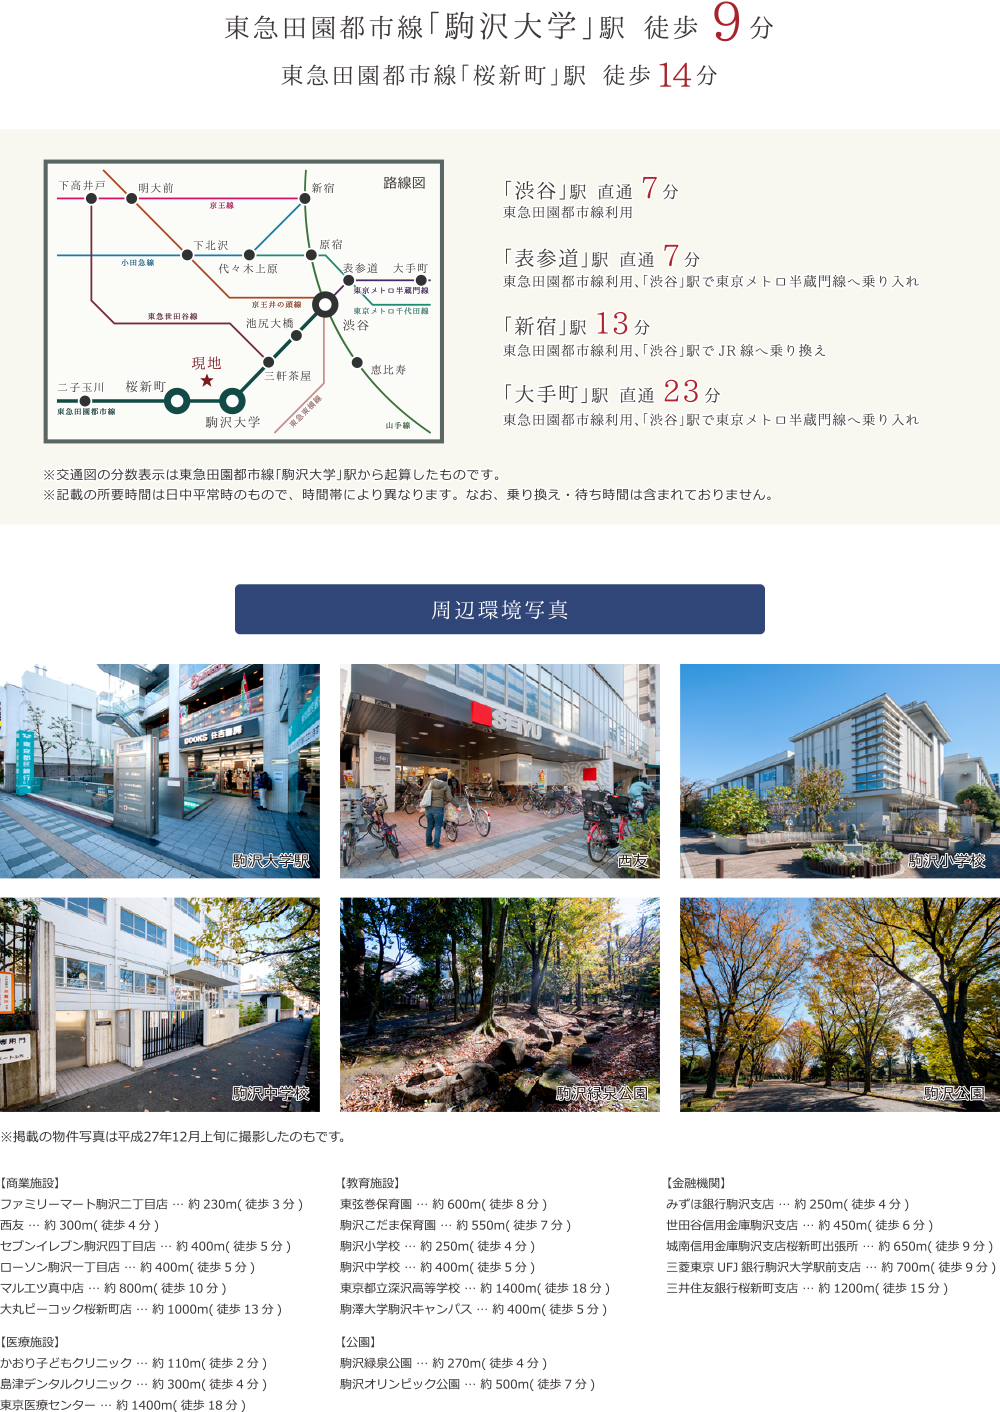 東急田園都市線「駒沢大学」駅 徒歩 9 分
東急田園都市線「桜新町」駅 徒歩 14 分
路線図
下高井戸
明大前
新宿
京王線
下北沢
原宿
小田急線
代々木上原
表参道
大手町
東京メトロ半蔵門線
京王井の頭線
東京メトロ千代田線
東急世田谷線
池尻大橋
渋谷
現地
三軒茶屋
恵比寿
二子玉川
桜新町
東急田園都市線
駒沢大学
東急東横線
山手線
「渋谷」駅 直通 7 分
東急田園都市線利用
「表参道」駅 直通 7 分
東急田園都市線利用、「渋谷」駅で東京メトロ半蔵門線へ乗り入れ
「新宿」駅 13 分
東急田園都市線利用、「渋谷」駅でJR線へ乗り換え
「大手町」駅 直通 23 分
東急田園都市線利用、「渋谷」駅で東京メトロ半蔵門線へ乗り入れ
※交通図の分数表示は東急田園都市線「駒沢大学」駅から起算したものです。
※記載の所要時間は日中平常時のもので、時間帯により異なります。なお、乗り換え・待ち時間は含まれておりません。
周辺環境写真
BOOKS 住吉書房
駒沢大学駅
SEIYU
西友
駒沢小学校
専用門
駒沢中学校
駒沢緑泉公園
駒沢公園
※掲載の物件写真は平成27年12月上旬に撮影したのもです。
【商業施設】
ファミリーマート駒沢二丁目店 … 約 230m( 徒歩 3 分 )
西友 … 約 300m( 徒歩 4 分 )
セブンイレブン駒沢四丁目店 … 約 400m( 徒歩 5 分 )
ローソン駒沢一丁目店 … 約 400m( 徒歩 5 分 )
マルエツ真中店 … 約 800m( 徒歩 10 分 )
大丸ピーコック桜新町店 … 約 1000m( 徒歩 13 分 )
【医療施設】
かおり子どもクリニック … 約 110m( 徒歩 2 分 )
島津デンタルクリニック … 約 300m( 徒歩 4 分 )
東京医療センター … 約 1400m( 徒歩 18 分 )
【教育施設】
東弦巻保育園 … 約 600m( 徒歩 8 分 )
駒沢こだま保育園 … 約 550m( 徒歩 7 分 )
駒沢小学校 … 約 250m( 徒歩 4 分 )
駒沢中学校 … 約 400m( 徒歩 5 分 )
東京都立深沢高等学校 … 約 1400m( 徒歩 18 分 )
駒澤大学駒沢キャンパス … 約 400m( 徒歩 5 分 )
【公園】
駒沢緑泉公園 … 約 270m( 徒歩 4 分 )
駒沢オリンピック公園 … 約 500m( 徒歩 7 分 )
【金融機関】
みずほ銀行駒沢支店 … 約 250m( 徒歩 4 分 )
世田谷信用金庫駒沢支店 … 約 450m( 徒歩 6 分 )
城南信用金庫駒沢支店桜新町出張所 … 約 650m( 徒歩 9 分 )
三菱東京 UFJ 銀行駒沢大学駅前支店 … 約 700m( 徒歩 9 分 )
三井住友銀行桜新町支店 … 約 1200m( 徒歩 15 分 )